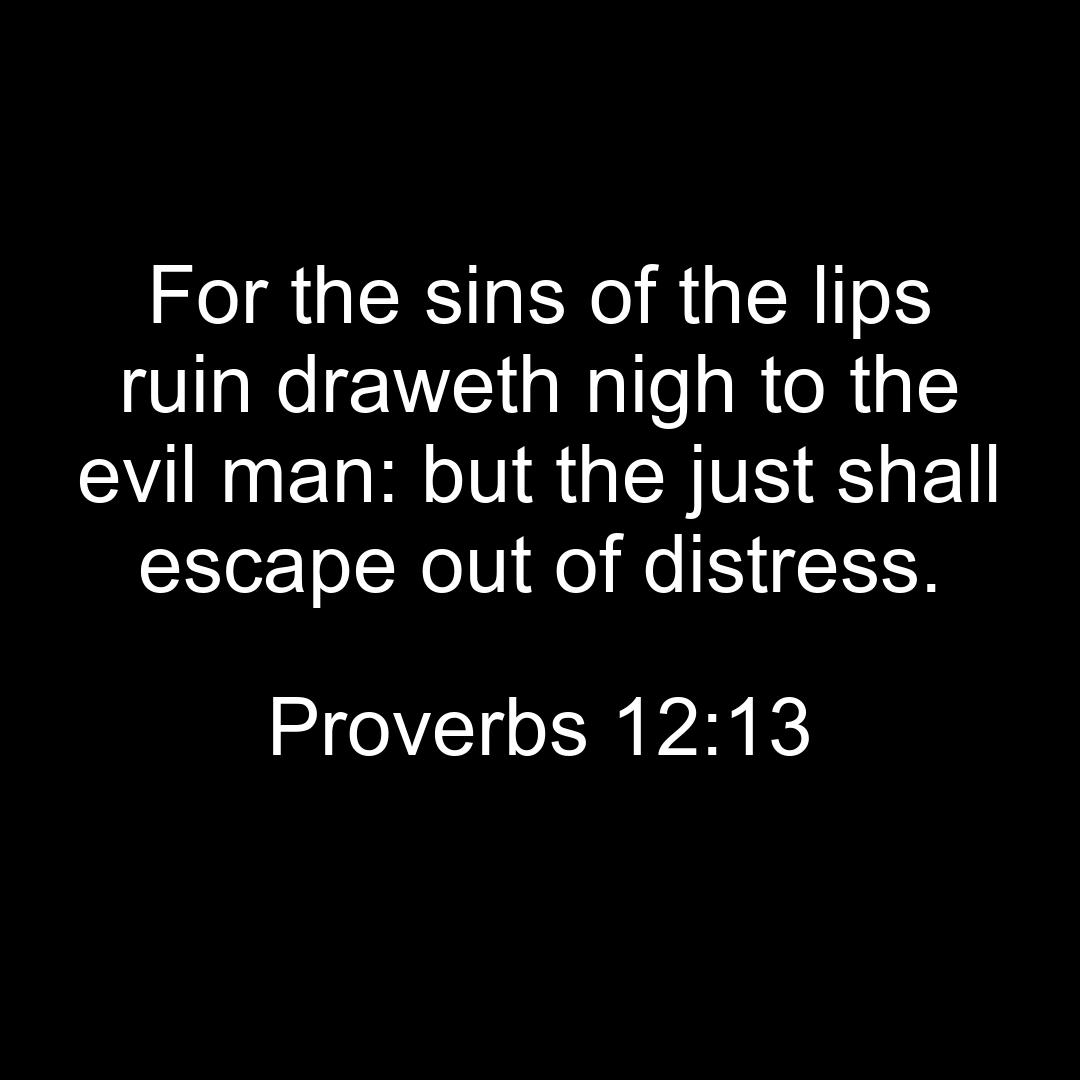 For the sins of the lips
ruin draweth nigh to the
evil man: but the just shall
escape out of distress.
Proverbs 12:13